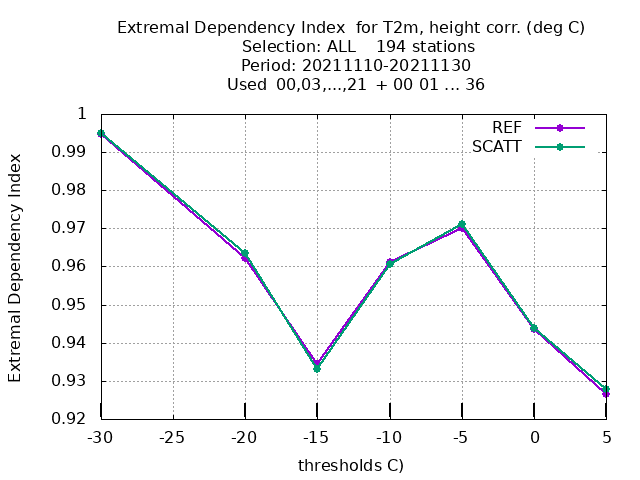 Extremal Dependency Index  for T2m, height corr. (deg C)
Selection: ALL    194 stations
Period: 20211110-20211130
Used  00,03,...,21  + 00 01 ... 36
REF
SCATT
Extremal Dependency Index
1
0.99
0.98
0.97
0.96
0.95
0.94
0.93
0.92
-30 -25 -20 -15 -10 -5 0 5
thresholds C)